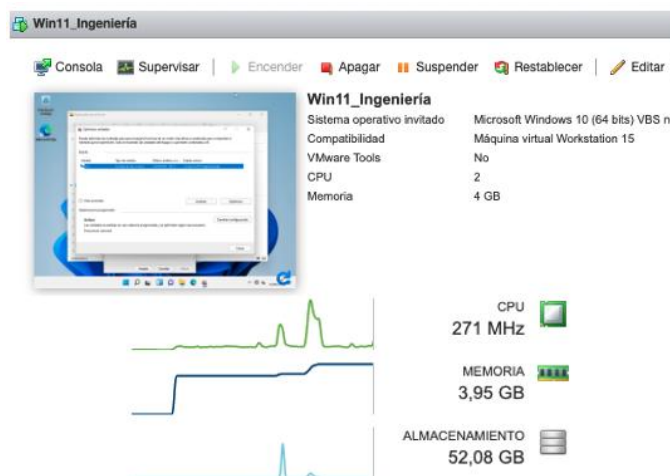 Win11_Ingeniería
Consola Supervisar Encender Apagar Suspender Restablecer Editar
Win11_Ingeniería
Sistema operativo invitado Microsoft Windows 10 (64 bits) VBS n
Compatibilidad Máquina virtual Workstation 15
VMware Tools No
CPU 2
Memoria 4 GB
CPU
271 MHz
MEMORIA
3,95 GB
ALMACENAMIENTO
52,08 GB